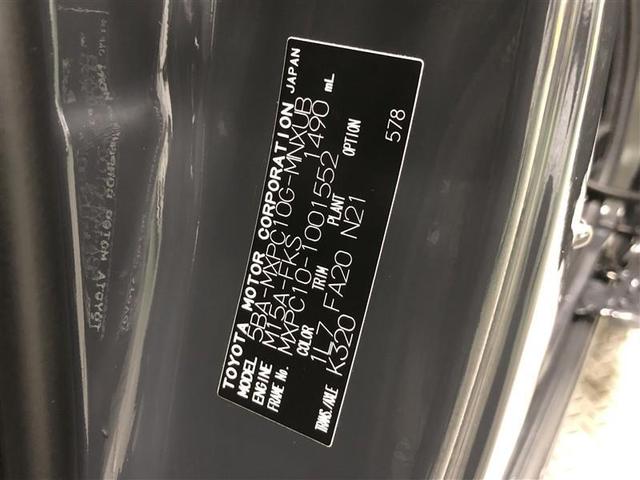 TOYOTA MOTOR CORPORATION JAPAN
MODEL 5BA-MXPC10G-MNXUB
ENGINE M15A-FKS 1490 mL
FRAME No. MXPC10-1001552
COLOR TRIM PLANT OPTION
1L7 FA20 N21 578
TRANS./AXLE K320